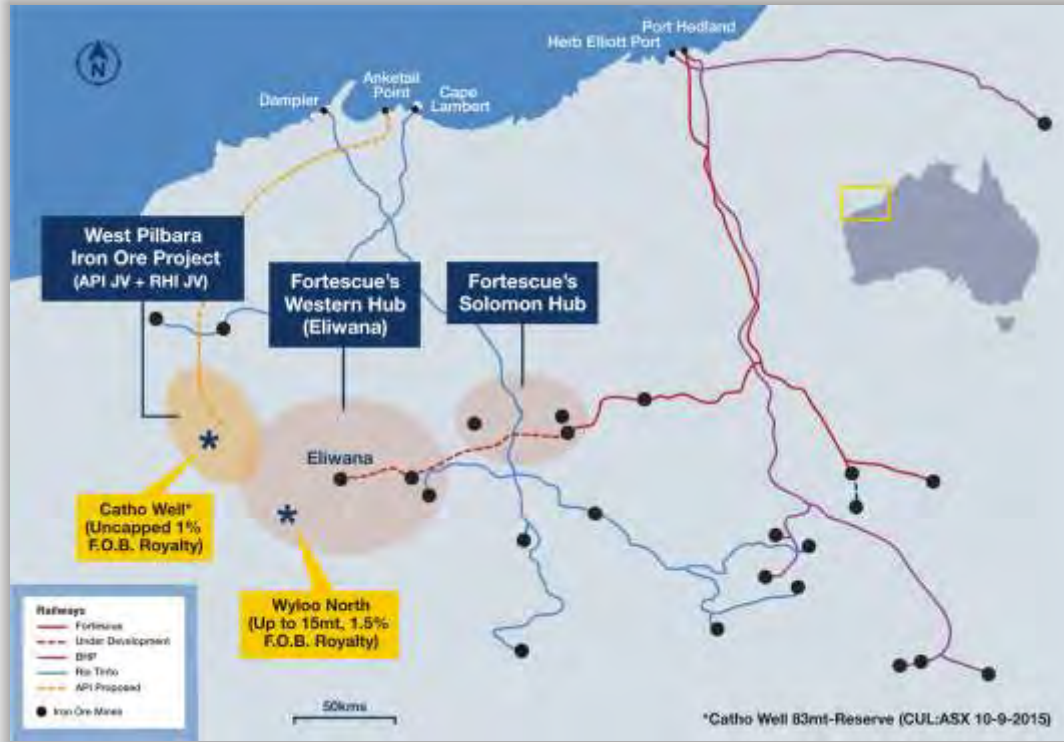 N
Port Hedland
Herb Elliott Port
Anketail
Point
Cape
Lambert
Dampler
West Pilbara
Iron Ore Project
(API JV + RHI JV)
Fortescue's
Western Hub
(Eliwana)
Fortescue's
Solomon Hub
Eliwana
Catho Well*
(Uncapped 1%
F.O.B. Royalty)
Wyloo North
(Up to 15mt, 1.5%
F.O.B. Royalty)
Railways
Fortescue
Under Development
BHP
Rio Tinto
API Proposed
Iron Ore Mines
50kms
*Catho Well 83mt-Reserve (CUL:ASX 10-9-2015)